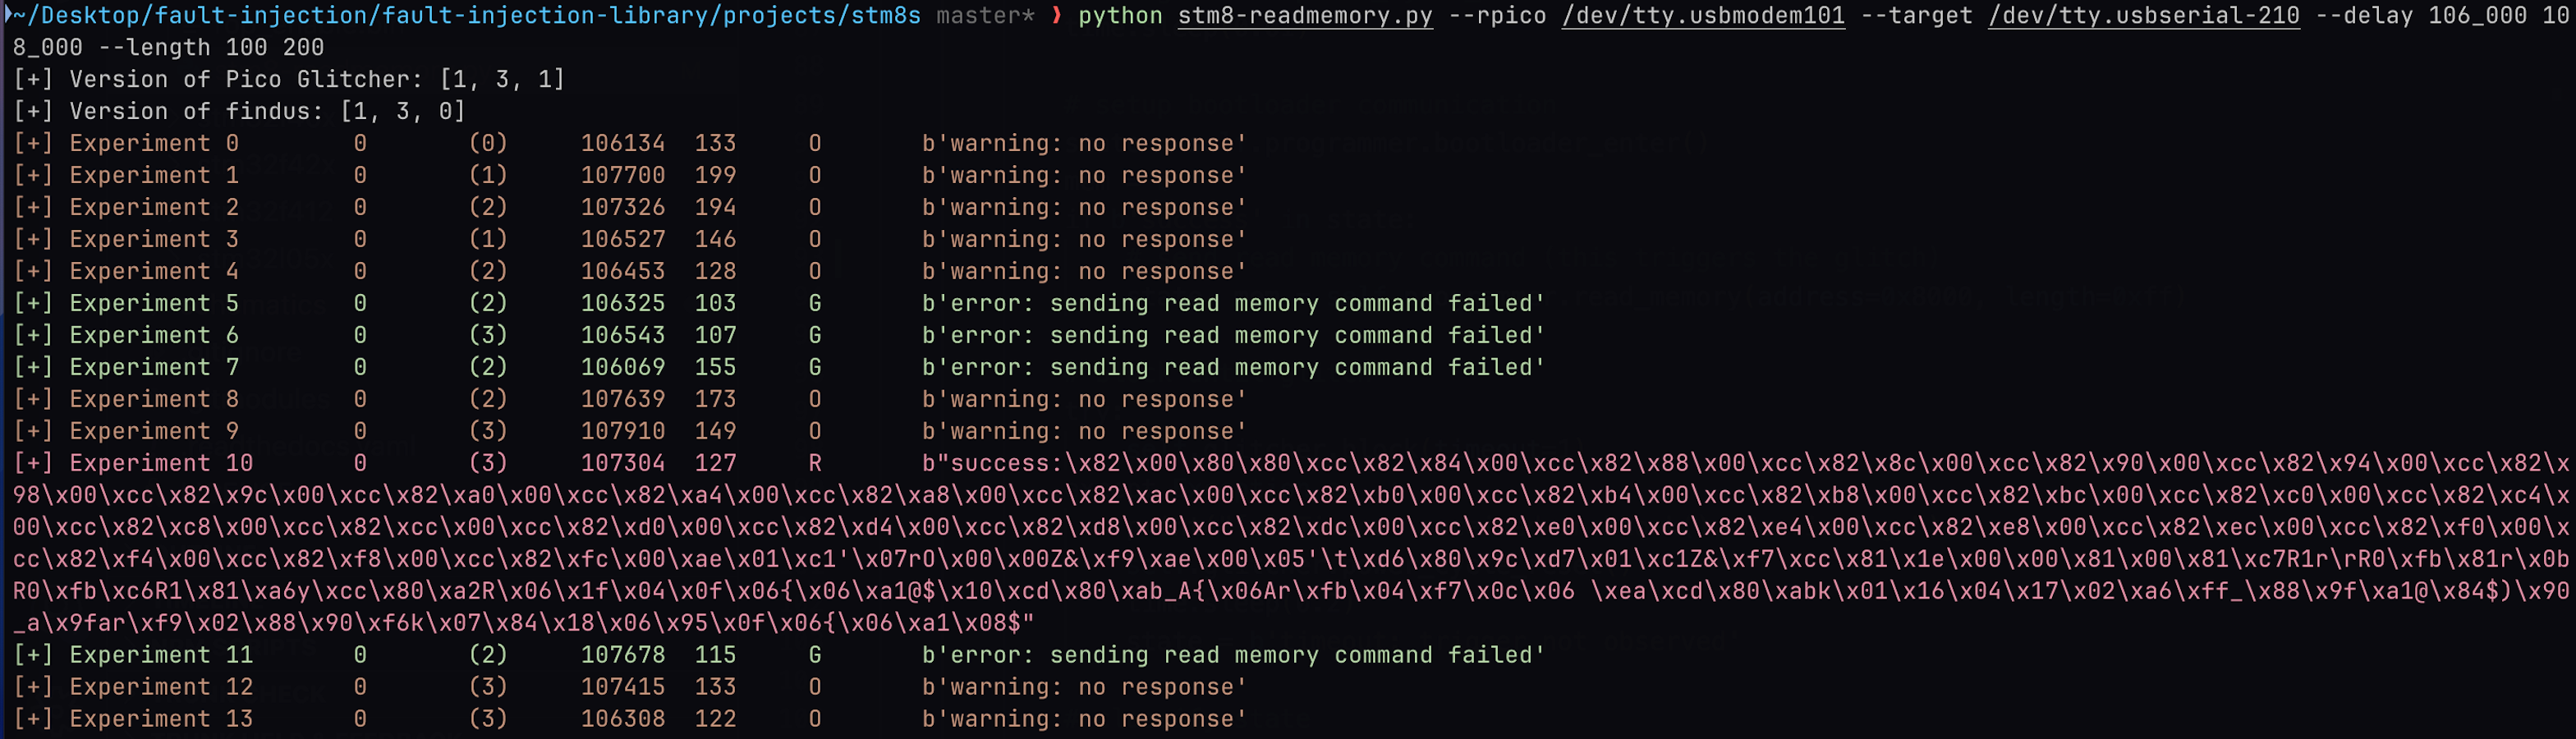 ~/Desktop/fault-injection/fault-injection-library/projects/stm8s master* ❯ python stm8-readmemory.py --rpico /dev/tty.usbmodem101 --target /dev/tty.usbserial-210 --delay 106_000 10
8_000 --length 100 200
[+] Version of Pico Glitcher: [1, 3, 1]
[+] Version of findus: [1, 3, 0]
[+] Experiment 0 0 (0) 106134 133 O b'warning: no response'
[+] Experiment 1 0 (1) 107700 199 O b'warning: no response'
[+] Experiment 2 0 (2) 107326 194 O b'warning: no response'
[+] Experiment 3 0 (1) 106527 146 O b'warning: no response'
[+] Experiment 4 0 (2) 106453 128 O b'warning: no response'
[+] Experiment 5 0 (2) 106325 103 G b'error: sending read memory command failed'
[+] Experiment 6 0 (3) 106543 107 G b'error: sending read memory command failed'
[+] Experiment 7 0 (2) 106069 155 G b'error: sending read memory command failed'
[+] Experiment 8 0 (2) 107639 173 O b'warning: no response'
[+] Experiment 9 0 (3) 107910 149 O b'warning: no response'
[+] Experiment 10 0 (3) 107304 127 R b"success:\x82\x00\x80\x80\xcc\x82\x84\x00\xcc\x82\x88\x00\xcc\x82\x8c\x00\xcc\x82\x90\x00\xcc\x82\x94\x00\xcc\x82\x
98\x00\xcc\x82\x9c\x00\xcc\x82\xa0\x00\xcc\x82\xa4\x00\xcc\x82\xa8\x00\xcc\x82\xac\x00\xcc\x82\xb0\x00\xcc\x82\xb4\x00\xcc\x82\xb8\x00\xcc\x82\xbc\x00\xcc\x82\xc0\x00\xcc\x82\xc4\x
00\xcc\x82\xc8\x00\xcc\x82\xcc\x00\xcc\x82\xd0\x00\xcc\x82\xd4\x00\xcc\x82\xd8\x00\xcc\x82\xdc\x00\xcc\x82\xe0\x00\xcc\x82\xe4\x00\xcc\x82\xe8\x00\xcc\x82\xec\x00\xcc\x82\xf0\x00\x
cc\x82\xf4\x00\xcc\x82\xf8\x00\xcc\x82\xfc\x00\xae\x01\xc1'\x07rO\x00\x00Z&\xf9\xae\x00\x05'\t\xd6\x80\x9c\xd7\x01\xc1Z&\xf7\xcc\x81\x1e\x00\x00\x81\x00\x81\xc7R1r\rR0\xfb\x81r\x0b
R0\xfb\xc6R1\x81\xa6y\xcc\x80\xa2R\x06\x1f\x04\x0f\x06{\x06\xa1@$\x10\xcd\x80\xab_A{\x06Ar\xfb\x04\xf7\x0c\x06 \xea\xcd\x80\xabk\x01\x16\x04\x17\x02\xa6\xff_\x88\x9f\xa1@\x84$)\x90
_a\x9far\xf9\x02\x88\x90\xf6k\x07\x84\x18\x06\x95\x0f\x06{\x06\xa1\x08$"
[+] Experiment 11 0 (2) 107678 115 G b'error: sending read memory command failed'
[+] Experiment 12 0 (3) 107415 133 O b'warning: no response'
[+] Experiment 13 0 (3) 106308 122 O b'warning: no response'